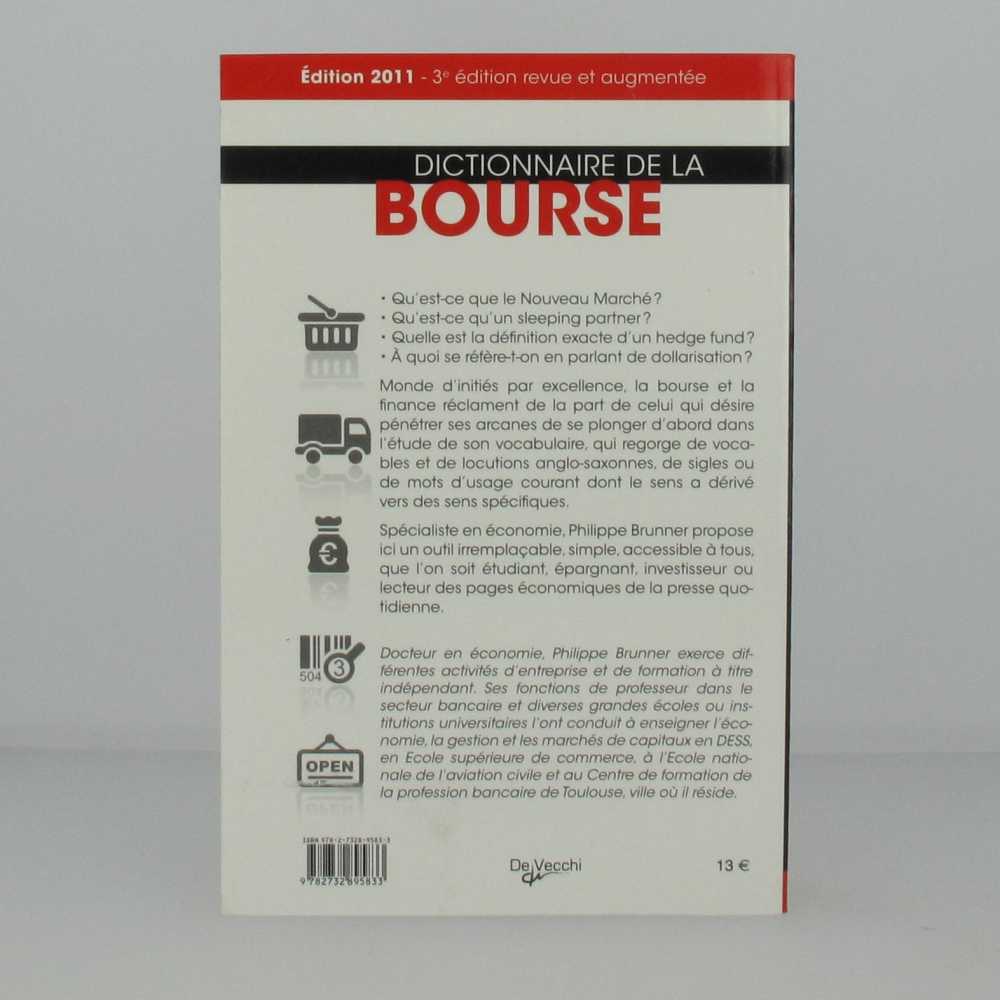 Édition 2011 - 3e édition revue et augmentée
DICTIONNAIRE DE LA
BOURSE
• Qu'est-ce que le Nouveau Marché ?
• Qu'est-ce qu'un sleeping partner ?
• Quelle est la définition exacte d'un hedge fund ?
• À quoi se réfère-t-on en parlant de dollarisation ?
Monde d'initiés par excellence, la bourse et la
finance réclament de la part de celui qui désire
pénétrer ses arcanes de se plonger d'abord dans
l'étude de son vocabulaire, qui regorge de voca-
bles et de locutions anglo-saxonnes, de sigles ou
de mots d'usage courant dont le sens a dérivé
vers des sens spécifiques.
Spécialiste en économie, Philippe Brunner propose
ici un outil irremplaçable, simple, accessible à tous,
que l'on soit étudiant, épargnant, investisseur ou
lecteur des pages économiques de la presse quo-
tidienne.
504 3
Docteur en économie, Philippe Brunner exerce dif-
férentes activités d'entreprise et de formation à titre
indépendant. Ses fonctions de professeur dans le
secteur bancaire et diverses grandes écoles ou ins-
titutions universitaires l'ont conduit à enseigner l'éco-
nomie, la gestion et les marchés de capitaux en DESS,
en Ecole supérieure de commerce, à l'Ecole natio-
nale de l'aviation civile et au Centre de formation de
la profession bancaire de Toulouse, ville où il réside.
€
OPEN
ISBN 978-2-7328-9583-3
9 782732 895833
De Vecchi
13 €